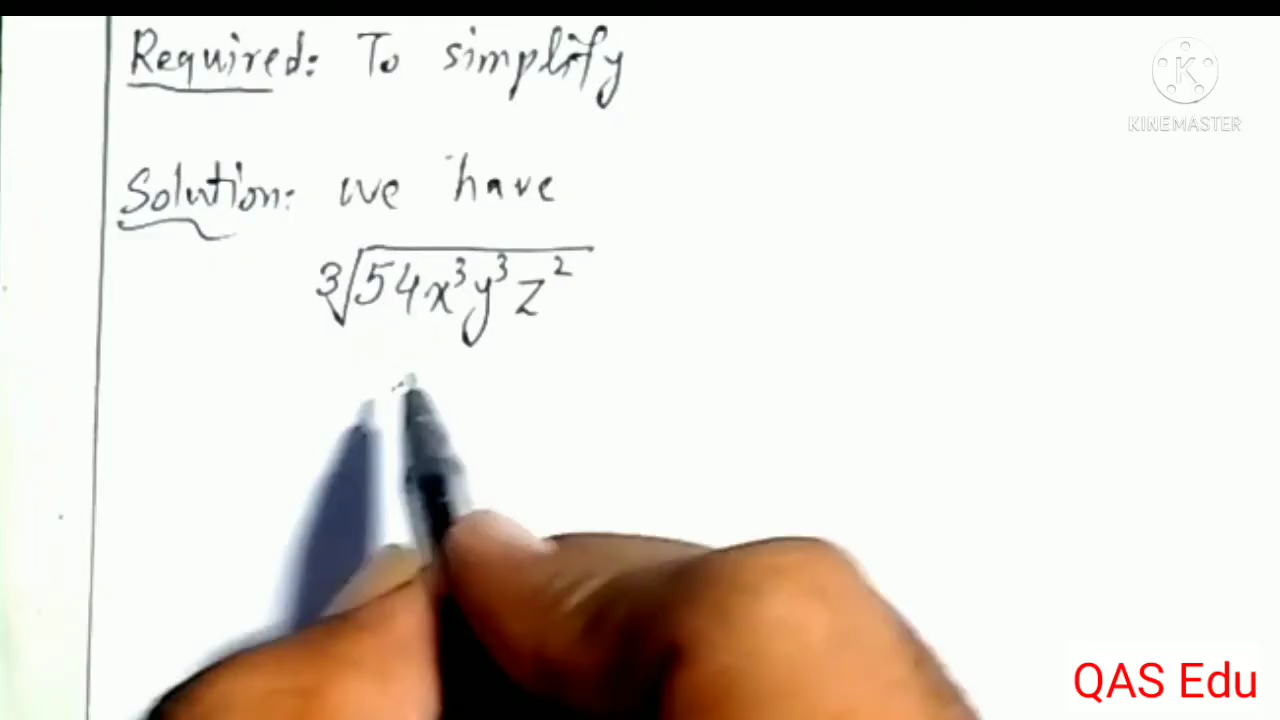 Required: To simplify
KINEMASTER
Solution: we have
∛54x³y³z²
QAS Edu